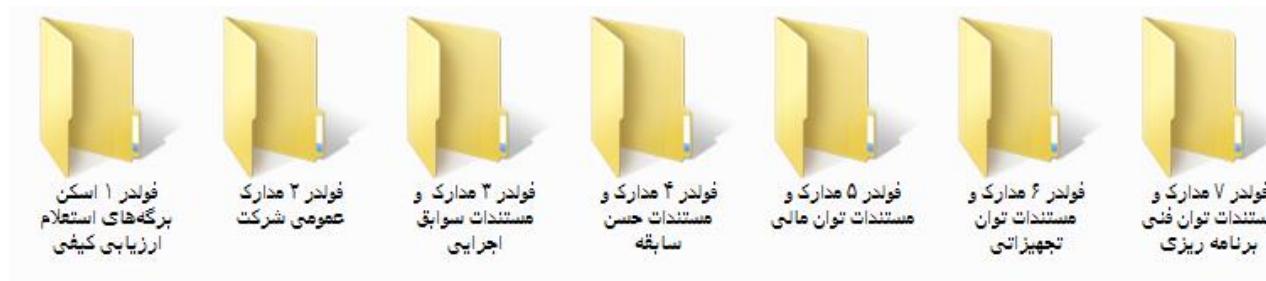 فولدر ۱ اسکن
برگه‌های استعلام
ارزیابی کیفی
فولدر ۲ مدارک
عمومی شرکت
فولدر ۳ مدارک و
مستندات سوابق
اجرایی
فولدر ۴ مدارک و
مستندات حسن
سابقه
فولدر ۵ مدارک و
مستندات توان مالی
فولدر ۶ مدارک و
مستندات توان
تجهیزاتی
فولدر ۷ مدارک و
ستندات توان فنی
برنامه ریزی